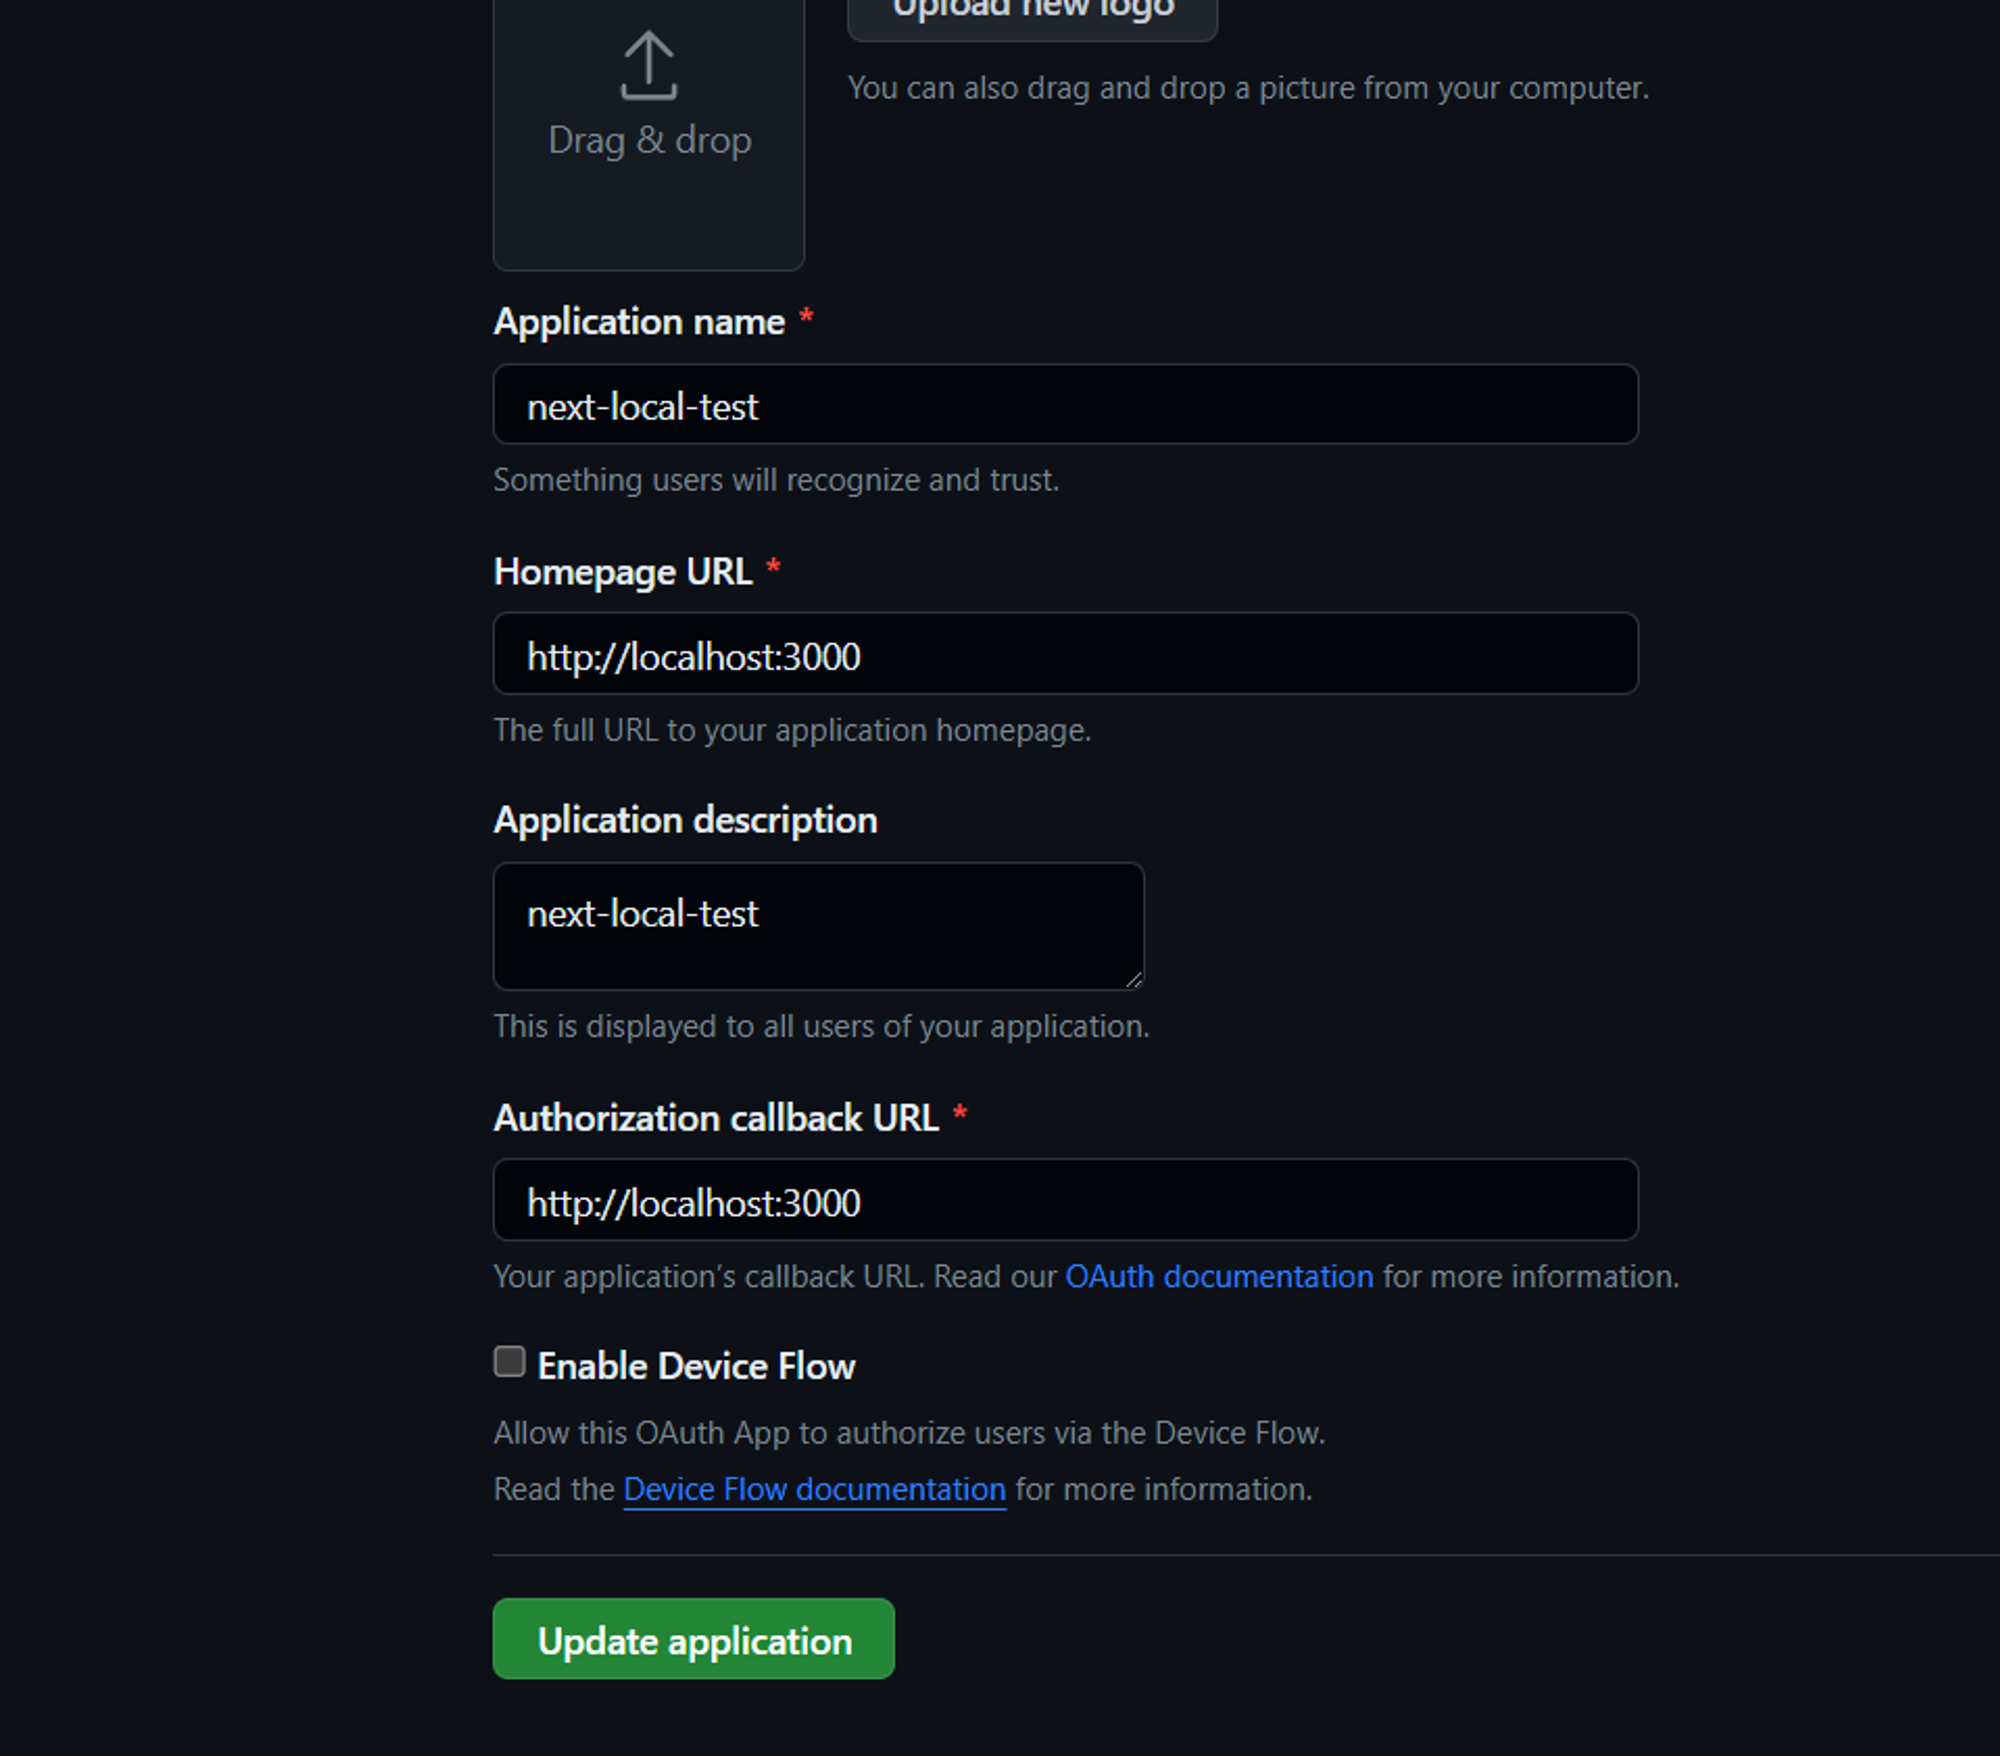 Upload new logo
You can also drag and drop a picture from your computer.
Drag & drop
Application name *
next-local-test
Something users will recognize and trust.
Homepage URL *
http://localhost:3000
The full URL to your application homepage.
Application description
next-local-test
This is displayed to all users of your application.
Authorization callback URL *
http://localhost:3000
Your application’s callback URL. Read our OAuth documentation for more information.
Enable Device Flow
Allow this OAuth App to authorize users via the Device Flow.
Read the Device Flow documentation for more information.
Update application